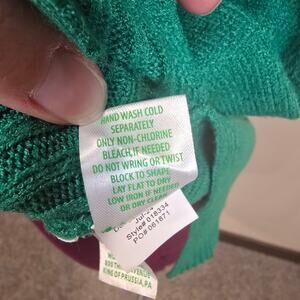 HAND WASH COLD
SEPARATELY
ONLY NON-CHLORINE
BLEACH, IF NEEDED
DO NOT WRING OR TWIST
BLOCK TO SHAPE
LAY FLAT TO DRY
LOW IRON IF NEEDED
OR DRY CLEAN
Style# 018334
PO# 061871
KING OF PRUSSIA, PA